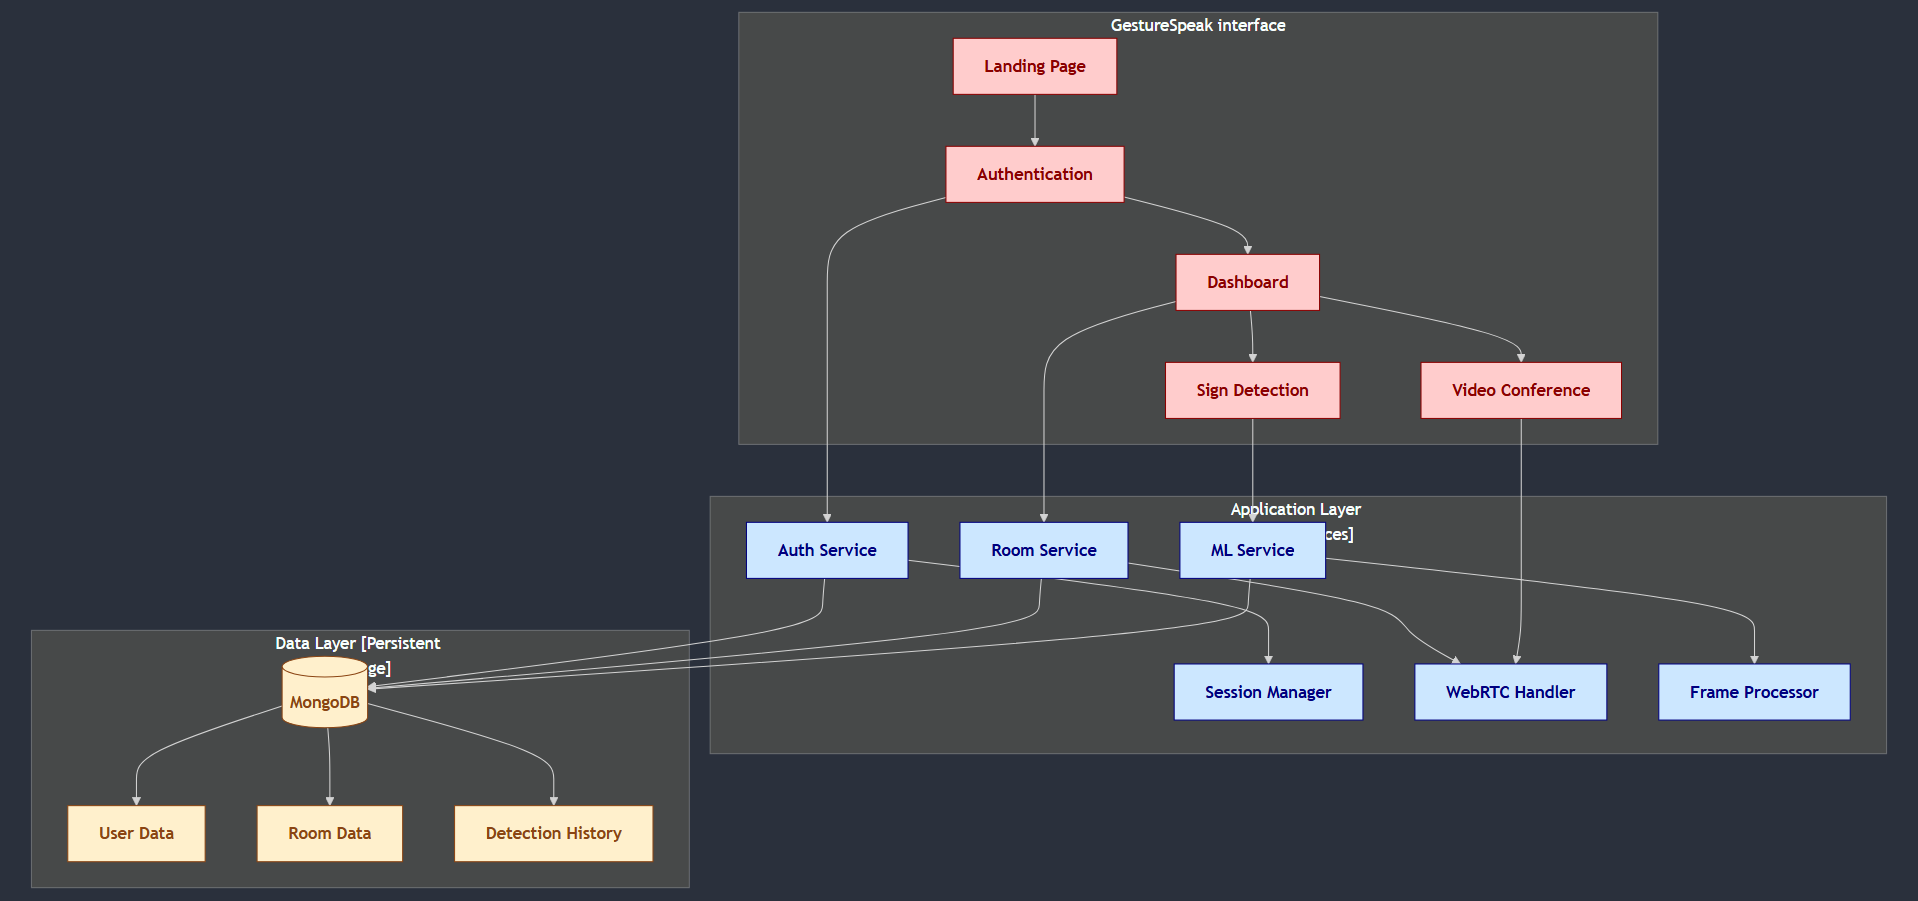 GestureSpeak interface
Landing Page
Authentication
Dashboard
Sign Detection
Video Conference
Application Layer
ces]
Auth Service
Room Service
ML Service
Session Manager
WebRTC Handler
Frame Processor
Data Layer [Persistent
ge]
MongoDB
User Data
Room Data
Detection History